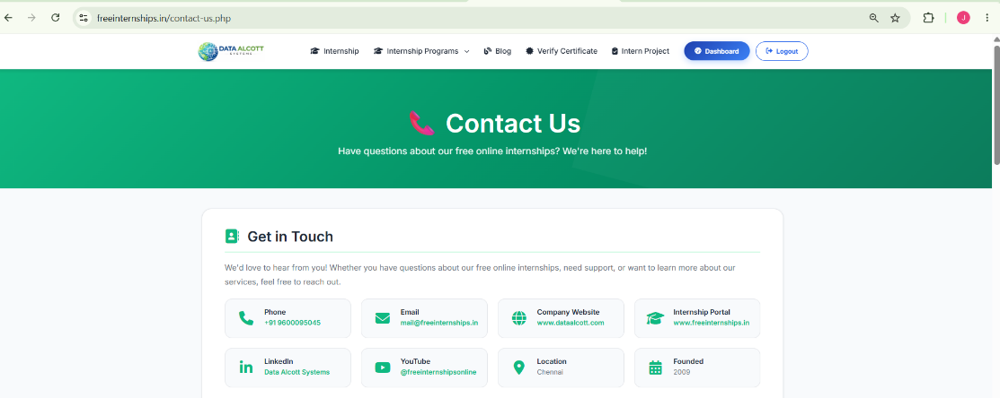 freeinternships.in/contact-us.php
J
DATA ALCOTT
SYSTEMS
Internship
Internship Programs
Blog
Verify Certificate
Intern Project
Dashboard
Logout
Contact Us
Have questions about our free online internships? We're here to help!
Get in Touch
We'd love to hear from you! Whether you have questions about our free online internships, need support, or want to learn more about our
services, feel free to reach out.
Phone
+91 9600095045
Email
mail@freeinternships.in
Company Website
www.dataalcott.com
Internship Portal
www.freeinternships.in
LinkedIn
Data Alcott Systems
YouTube
@freeinternshipsonline
Location
Chennai
Founded
2009